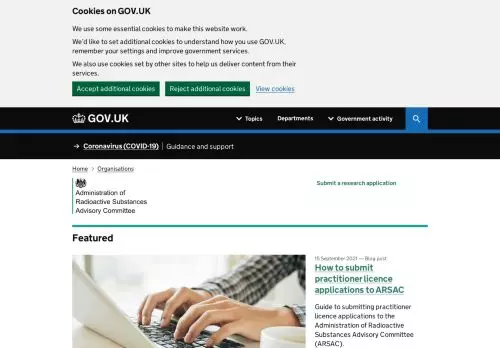 Cookies on GOV.UK
We use some essential cookies to make this website work.
We'd like to set additional cookies to understand how you use GOV.UK,
remember your settings and improve government services.
We also use cookies set by other sites to help us deliver content from their
services.
Accept additional cookies Reject additional cookies View cookies
GOV.UK Topics Departments Government activity
Coronavirus (COVID-19) Guidance and support
Home Organisations
Administration of
Radioactive Substances
Advisory Committee
Submit a research application
Featured
15 September 2021 — Blog post
How to submit
practitioner licence
applications to ARSAC
Guide to submitting practitioner
licence applications to the
Administration of Radioactive
Substances Advisory Committee
(ARSAC).